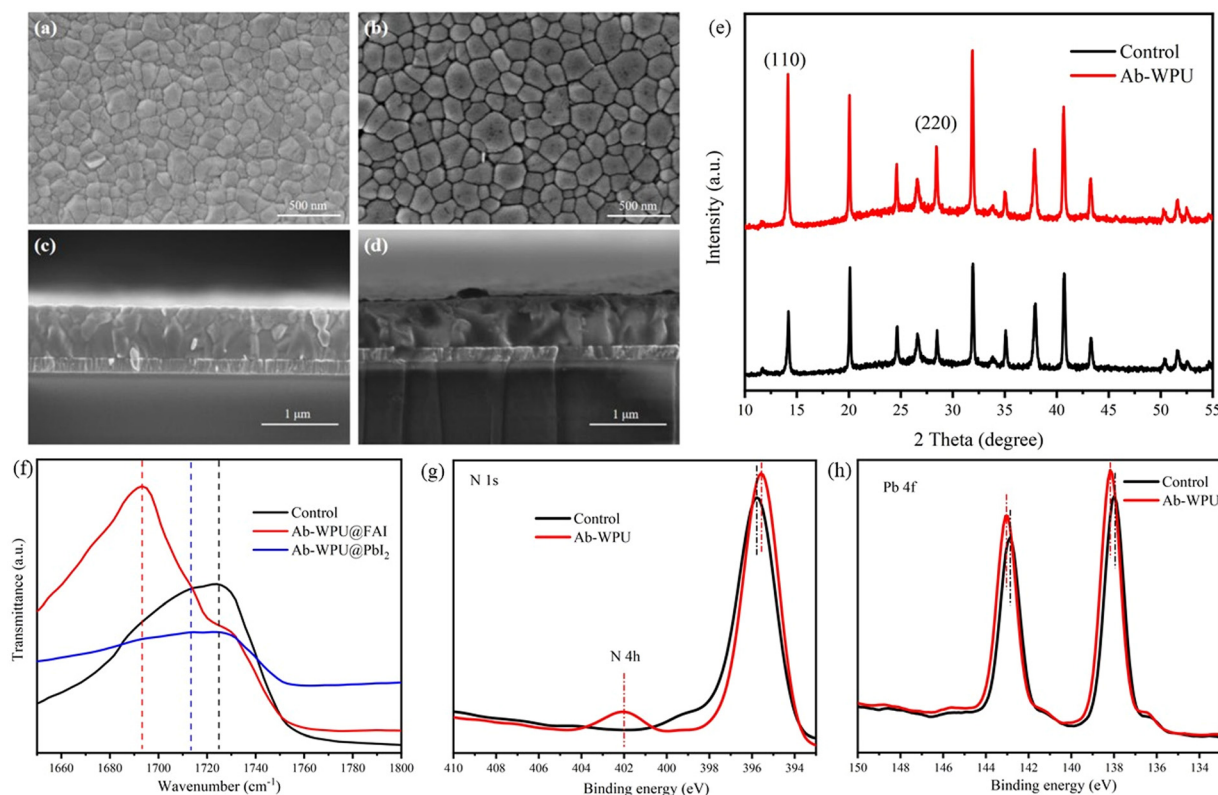 (a)
500 nm
(b)
500 nm
(c)
1 μm
(d)
1 μm
(e)
Control
Ab-WPU
(110)
(220)
Intensity (a.u.)
10 15 20 25 30 35 40 45 50 55
2 Theta (degree)
(f)
Control
Ab-WPU@FAI
Ab-WPU@PbI₂
Transmittance (a.u.)
1660 1680 1700 1720 1740 1760 1780 1800
Wavenumber (cm⁻¹)
(g)
N 1s
Control
Ab-WPU
N 4h
Intensity (a.u.)
410 408 406 404 402 400 398 396 394
Binding energy (eV)
(h)
Pb 4f
Control
Ab-WPU
Intensity (a.u.)
150 148 146 144 142 140 138 136 134
Binding energy (eV)